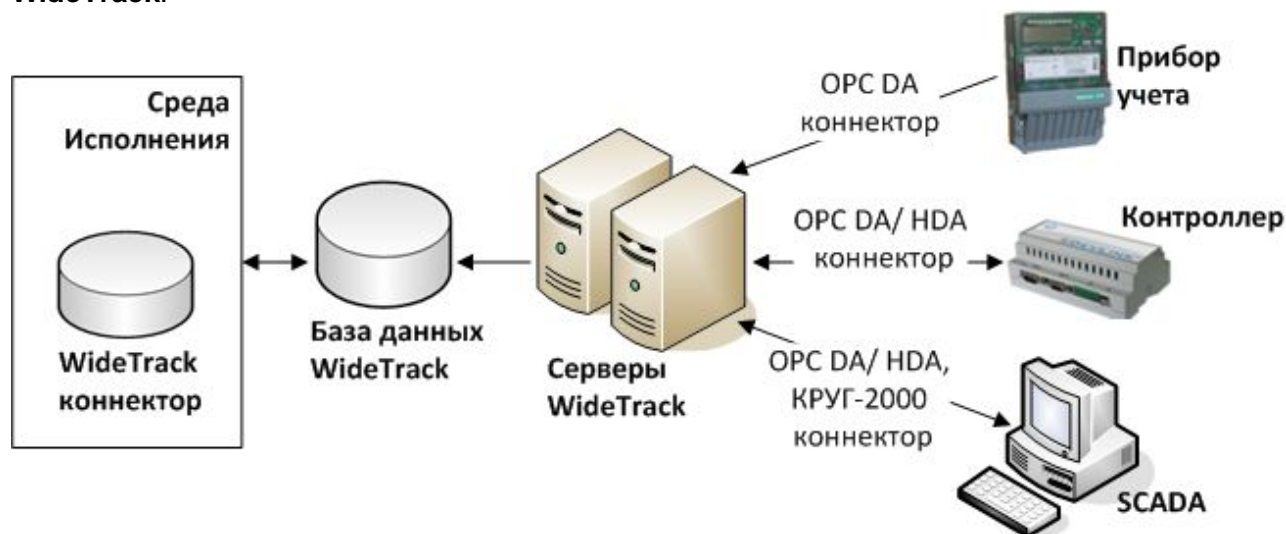 WideTrack.
Среда
Исполнения
WideTrack
коннектор
База данных
WideTrack
Серверы
WideTrack
OPC DA
коннектор
Прибор
учета
OPC DA/ HDA
коннектор
Контроллер
OPC DA/ HDA,
КРУГ-2000
коннектор
SCADA